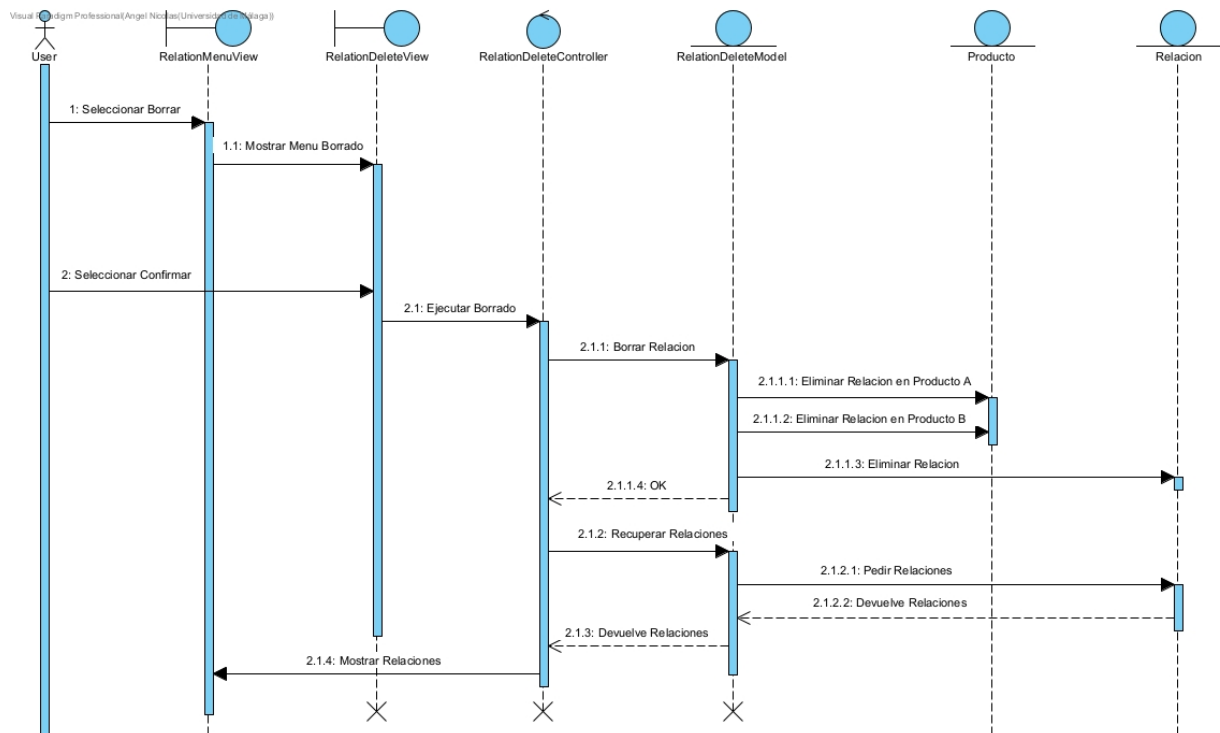 Visual Paradigm Professional(Angel Nicolas(Universidad de Malaga))
User
RelationMenuView
RelationDeleteView
RelationDeleteController
RelationDeleteModel
Producto
Relacion
1: Seleccionar Borrar
1.1: Mostrar Menu Borrado
2: Seleccionar Confirmar
2.1: Ejecutar Borrado
2.1.1: Borrar Relacion
2.1.1.1: Eliminar Relacion en Producto A
2.1.1.2: Eliminar Relacion en Producto B
2.1.1.3: Eliminar Relacion
2.1.1.4: OK
2.1.2: Recuperar Relaciones
2.1.2.1: Pedir Relaciones
2.1.2.2: Devuelve Relaciones
2.1.3: Devuelve Relaciones
2.1.4: Mostrar Relaciones